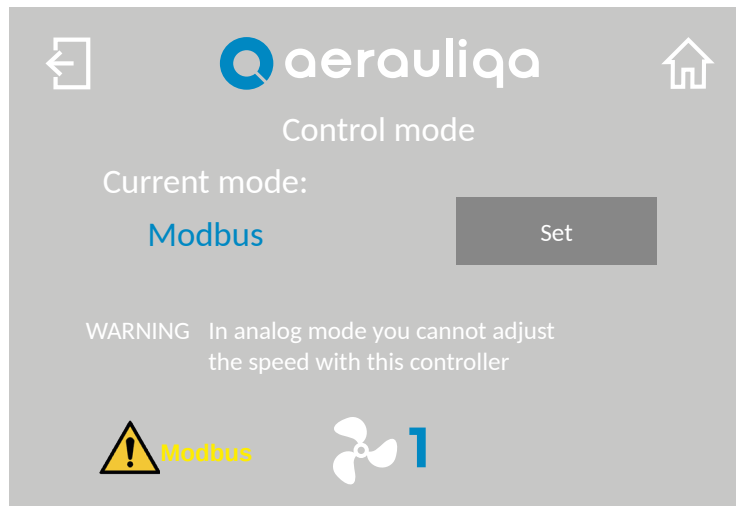 aerauliqa
Control mode
Current mode:
Modbus
Set
WARNING In analog mode you cannot adjust
the speed with this controller
Modbus
1